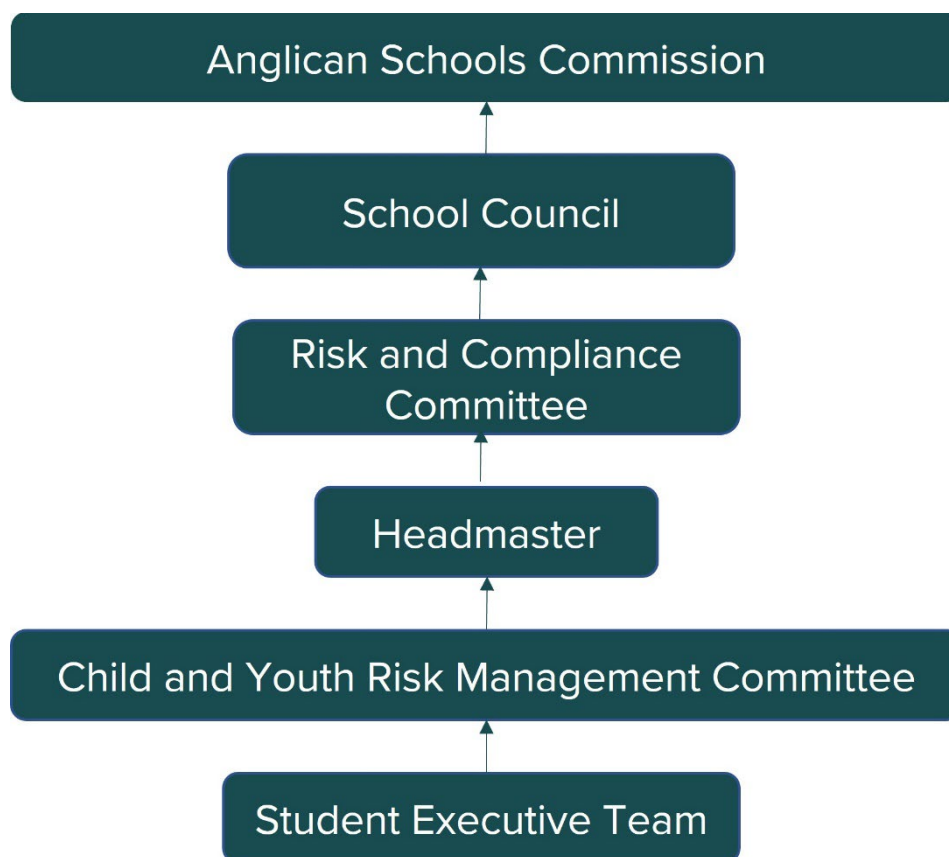 Anglican Schools Commission
School Council
Risk and Compliance
Committee
Headmaster
Child and Youth Risk Management Committee
Student Executive Team